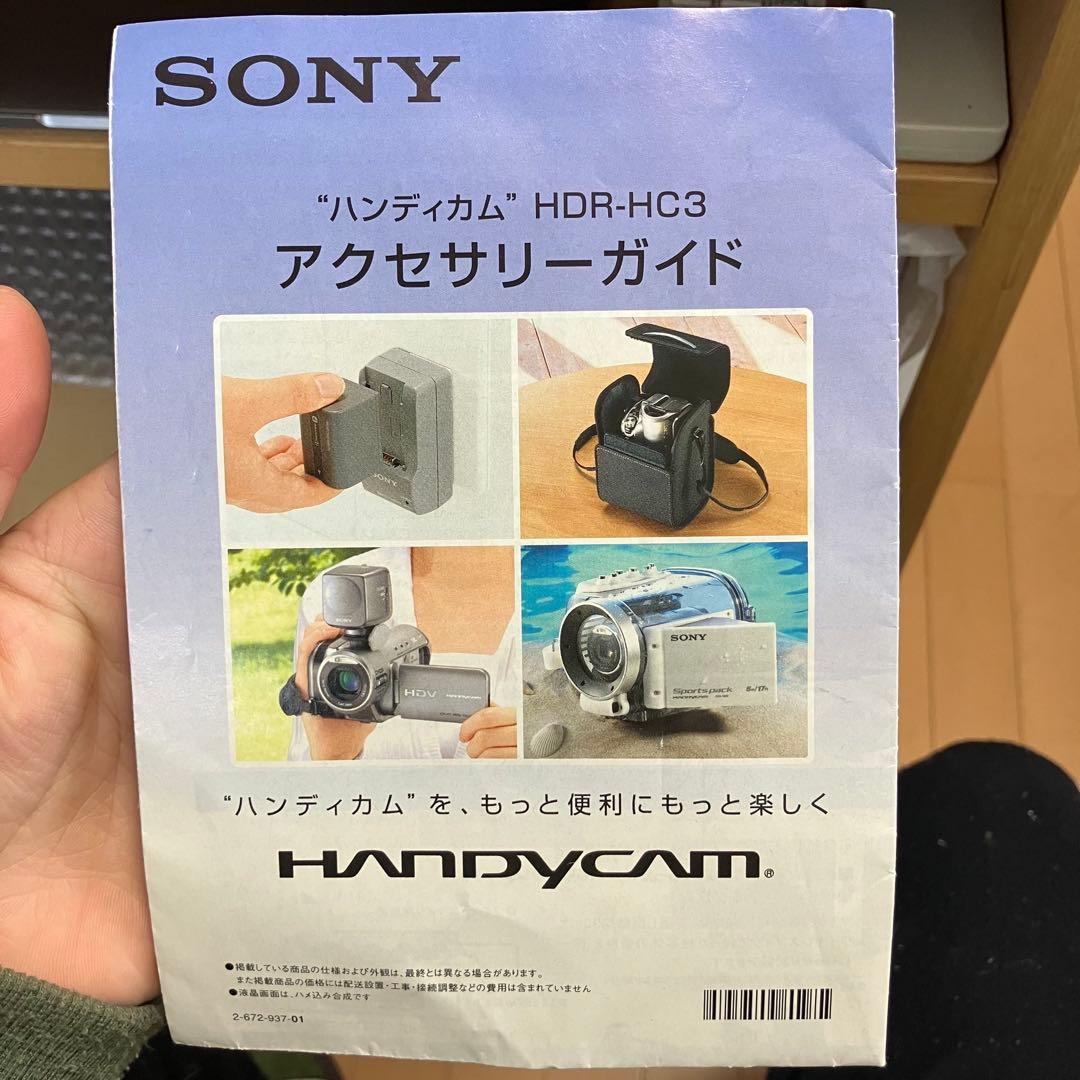 SONY
“ハンディカム” HDR-HC3
アクセサリーガイド
SONY
SONY
HDV HANDYCAM
SONY
Sportspack 5m/17ft
HANDYCAM
“ハンディカム”を、もっと便利にもっと楽しく
HANDYCAM®
●掲載している商品の仕様および外観は、最終とは異なる場合があります。
また掲載商品の価格には配送設置・工事・接続調整などの費用は含まれていません
●液晶画面は、ハメ込み合成です
2-672-937-01